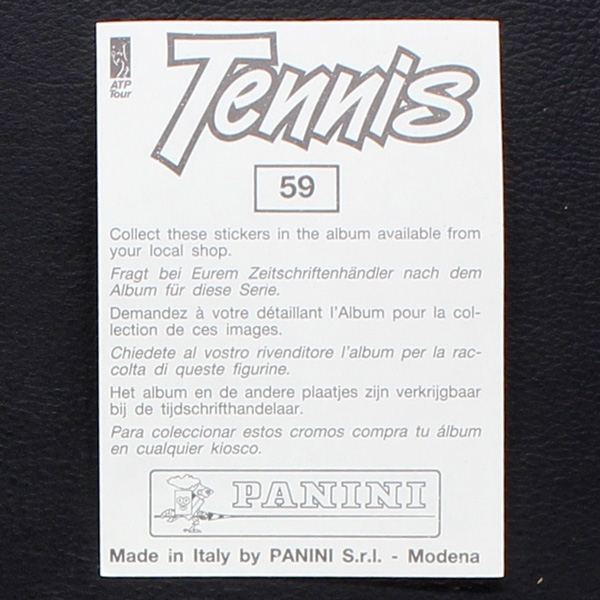 ATP
Tour
Tennis
59
Collect these stickers in the album available from
your local shop.
Fragt bei Eurem Zeitschriftenhändler nach dem
Album für diese Serie.
Demandez à votre détaillant l'Album pour la col-
lection de ces images.
Chiedete al vostro rivenditore l'album per la rac-
colta di queste figurine.
Het album en de andere plaatjes zijn verkrijgbaar
bij de tijdschrifthandelaar.
Para coleccionar estos cromos compra tu álbum
en cualquier kiosco.
PANINI
Made in Italy by PANINI S.r.l. - Modena